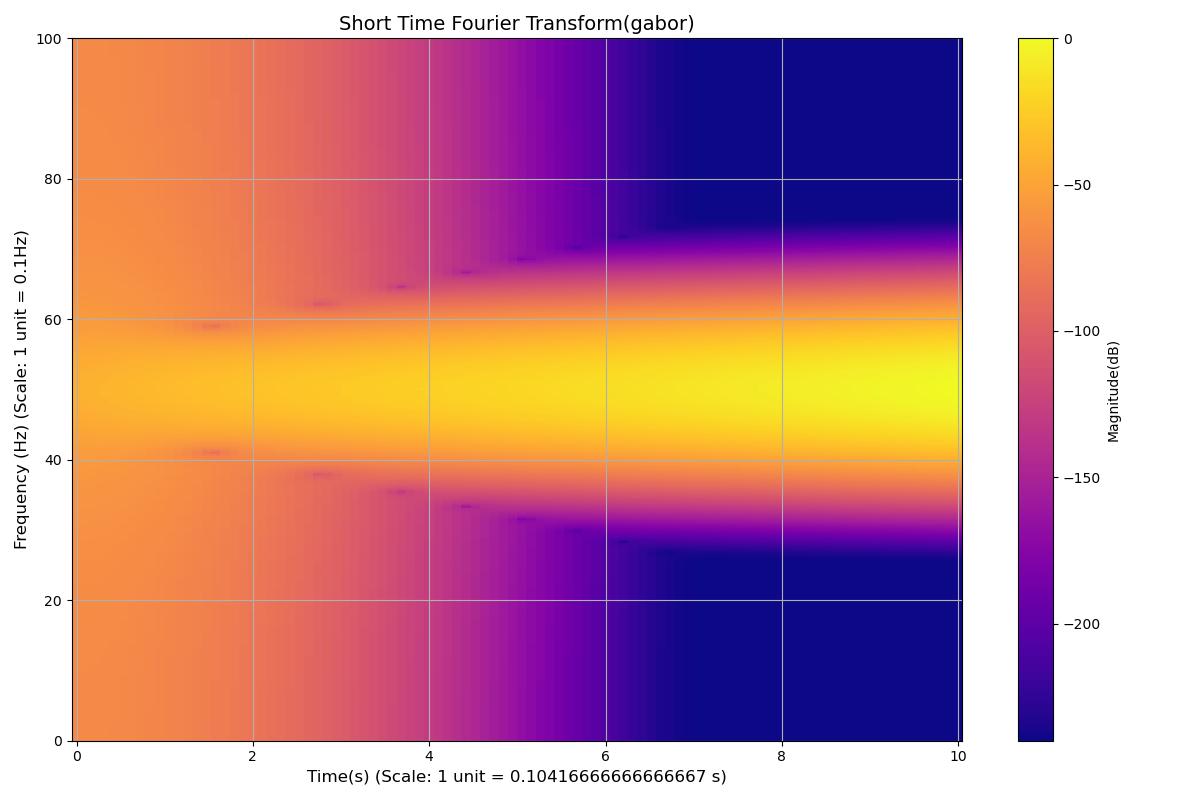 Short Time Fourier Transform(gabor)
100
80
60
40
20
0
Frequency (Hz) (Scale: 1 unit = 0.1Hz)
0 2 4 6 8 10
Time(s) (Scale: 1 unit = 0.10416666666666667 s)
0
−50
−100
−150
−200
Magnitude(dB)